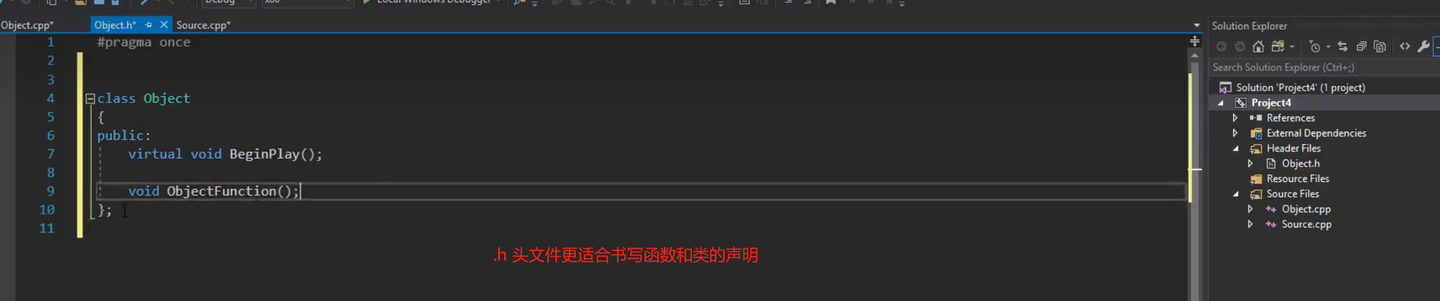 Debug
x86
Local Windows Debugger
Object.cpp*
Object.h*
Source.cpp*
1 #pragma once
2
3
4 class Object
5 {
6 public:
7 virtual void BeginPlay();
8
9 void ObjectFunction();
10 };
11
.h 头文件更适合书写函数和类的声明
Solution Explorer
Search Solution Explorer (Ctrl+;)
Solution 'Project4' (1 project)
Project4
References
External Dependencies
Header Files
Object.h
Resource Files
Source Files
Object.cpp
Source.cpp